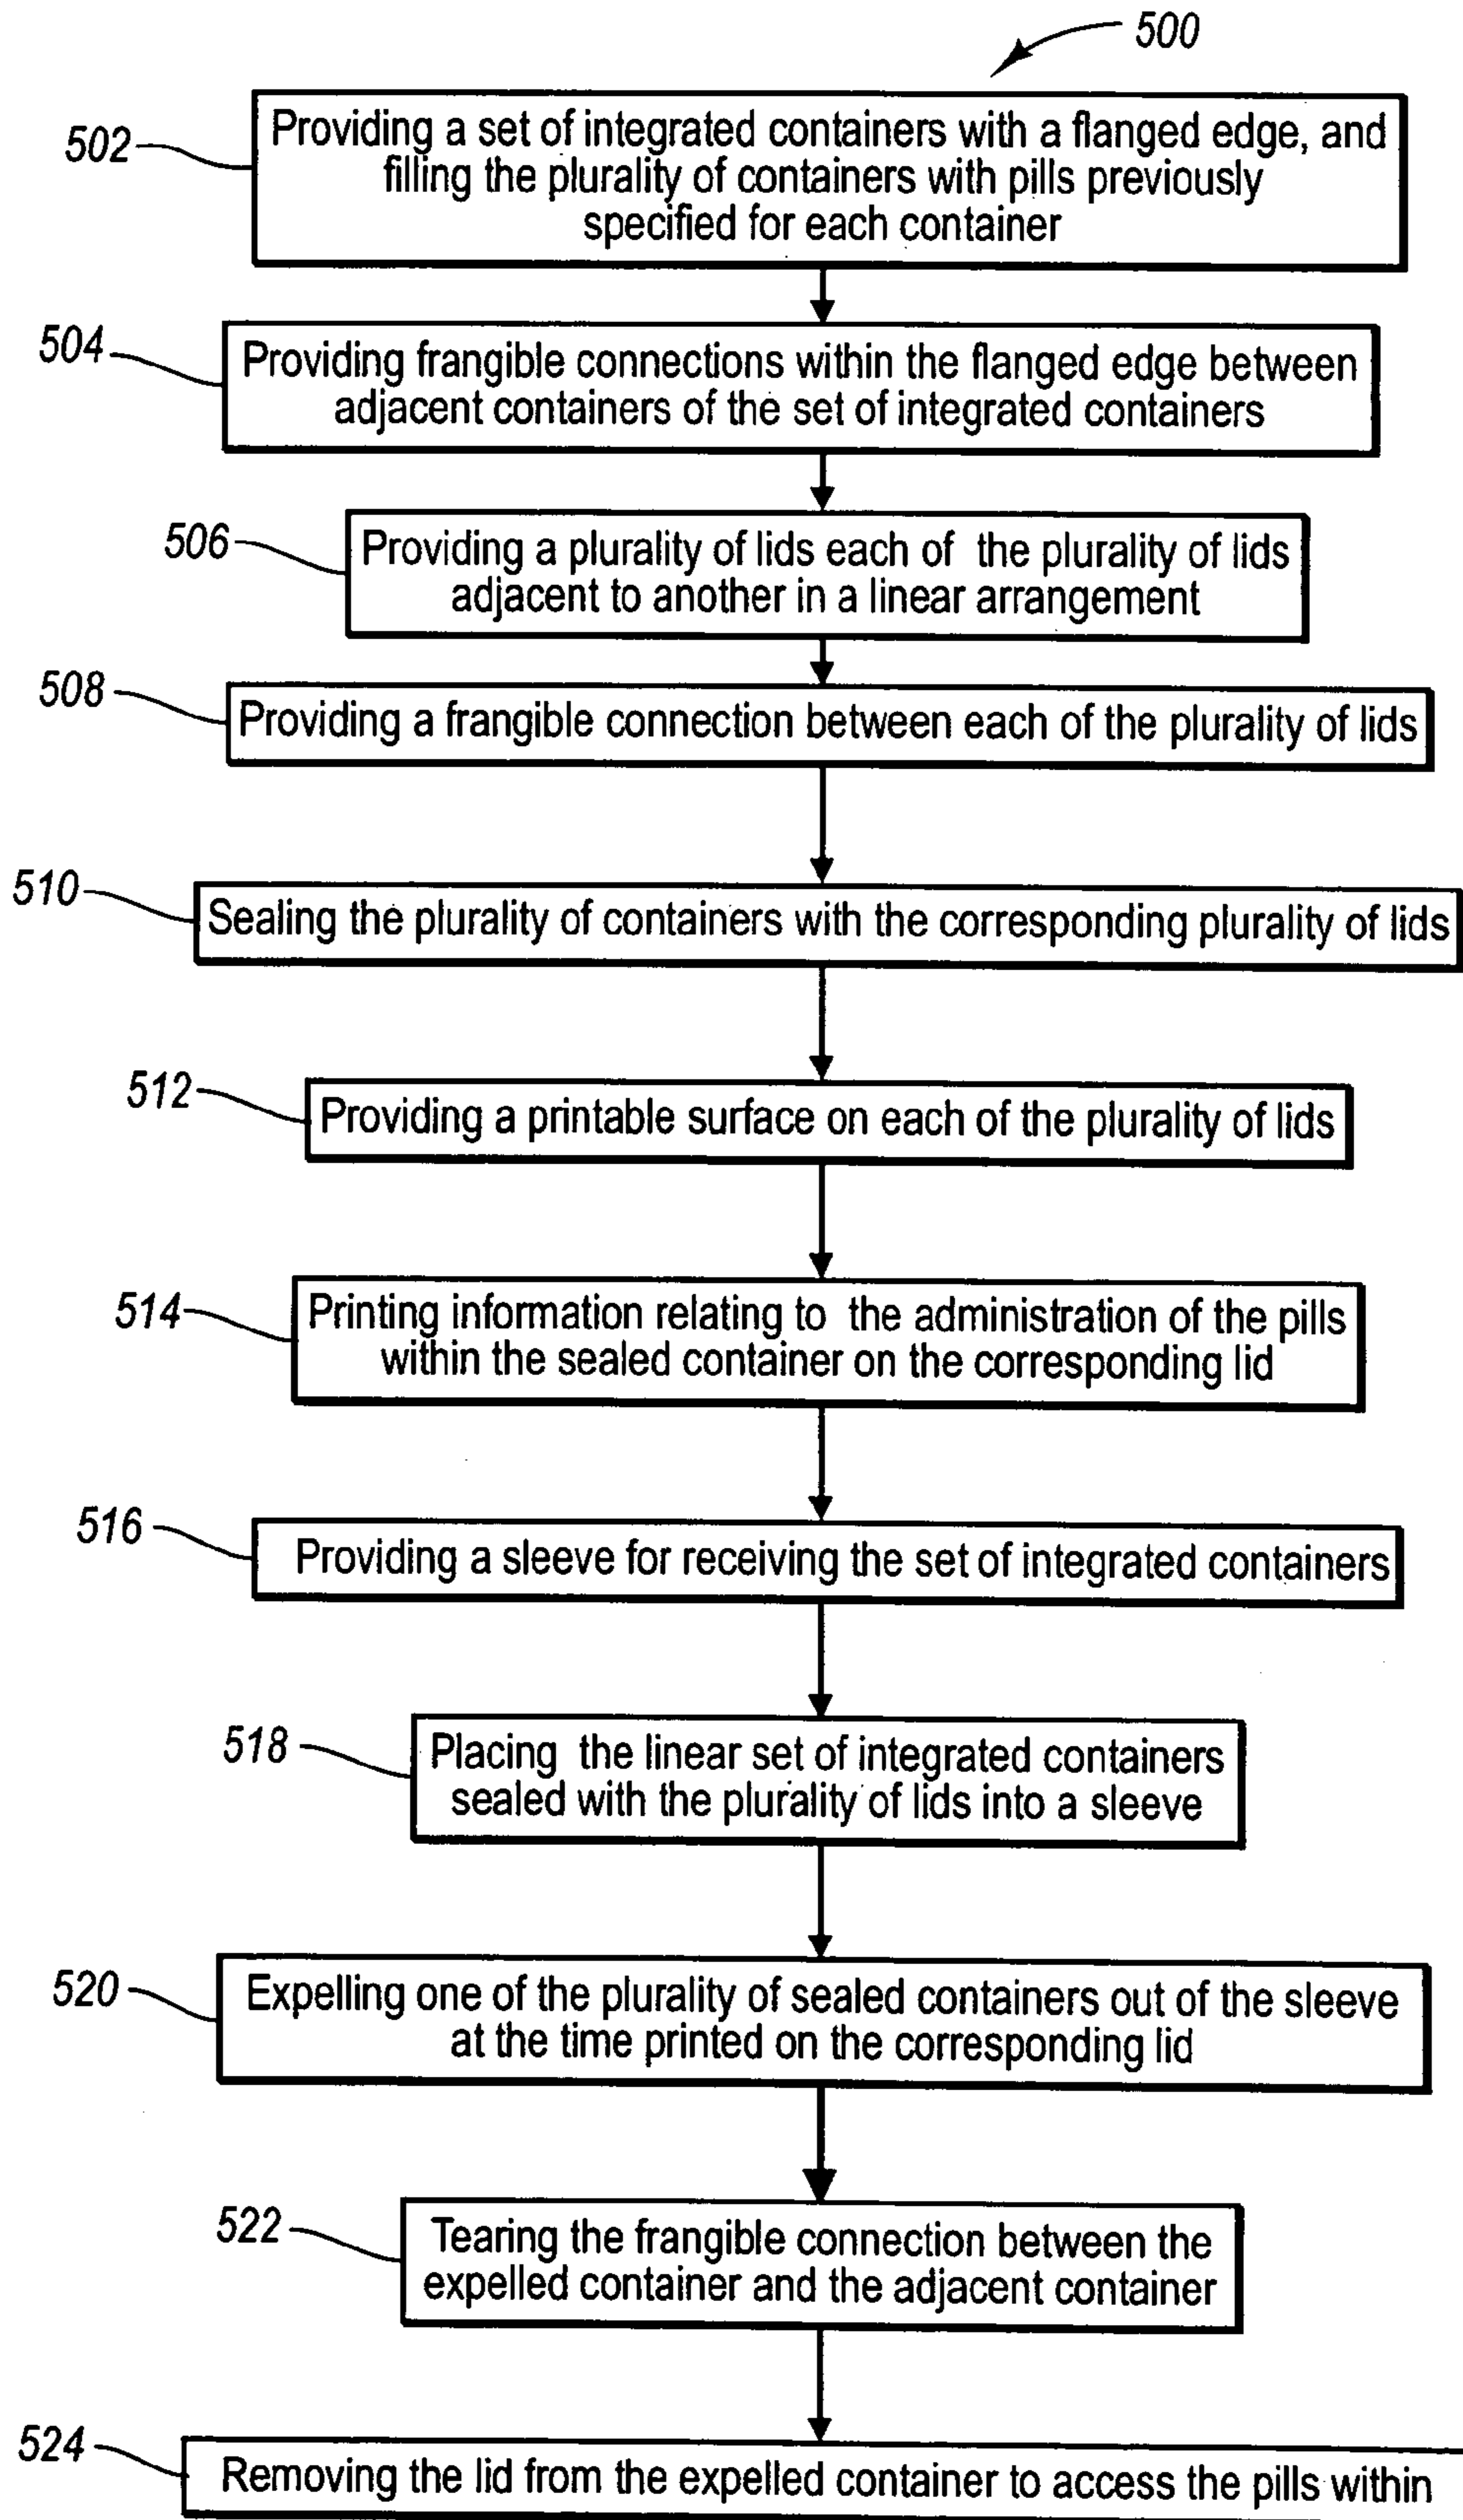 500
502
Providing a set of integrated containers with a flanged edge, and
filling the plurality of containers with pills previously
specified for each container
504
Providing frangible connections within the flanged edge between
adjacent containers of the set of integrated containers
506
Providing a plurality of lids each of the plurality of lids
adjacent to another in a linear arrangement
508
Providing a frangible connection between each of the plurality of lids
510
Sealing the plurality of containers with the corresponding plurality of lids
512
Providing a printable surface on each of the plurality of lids
514
Printing information relating to the administration of the pills
within the sealed container on the corresponding lid
516
Providing a sleeve for receiving the set of integrated containers
518
Placing the linear set of integrated containers
sealed with the plurality of lids into a sleeve
520
Expelling one of the plurality of sealed containers out of the sleeve
at the time printed on the corresponding lid
522
Tearing the frangible connection between the
expelled container and the adjacent container
524
Removing the lid from the expelled container to access the pills within